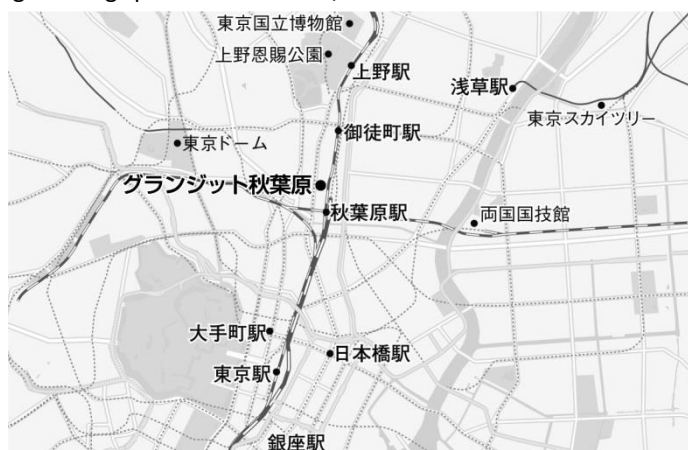 東京国立博物館
上野恩賜公園
上野駅
浅草駅
東京スカイツリー
御徒町駅
東京ドーム
グランジット秋葉原
秋葉原駅
両国国技館
大手町駅
日本橋駅
東京駅
銀座駅